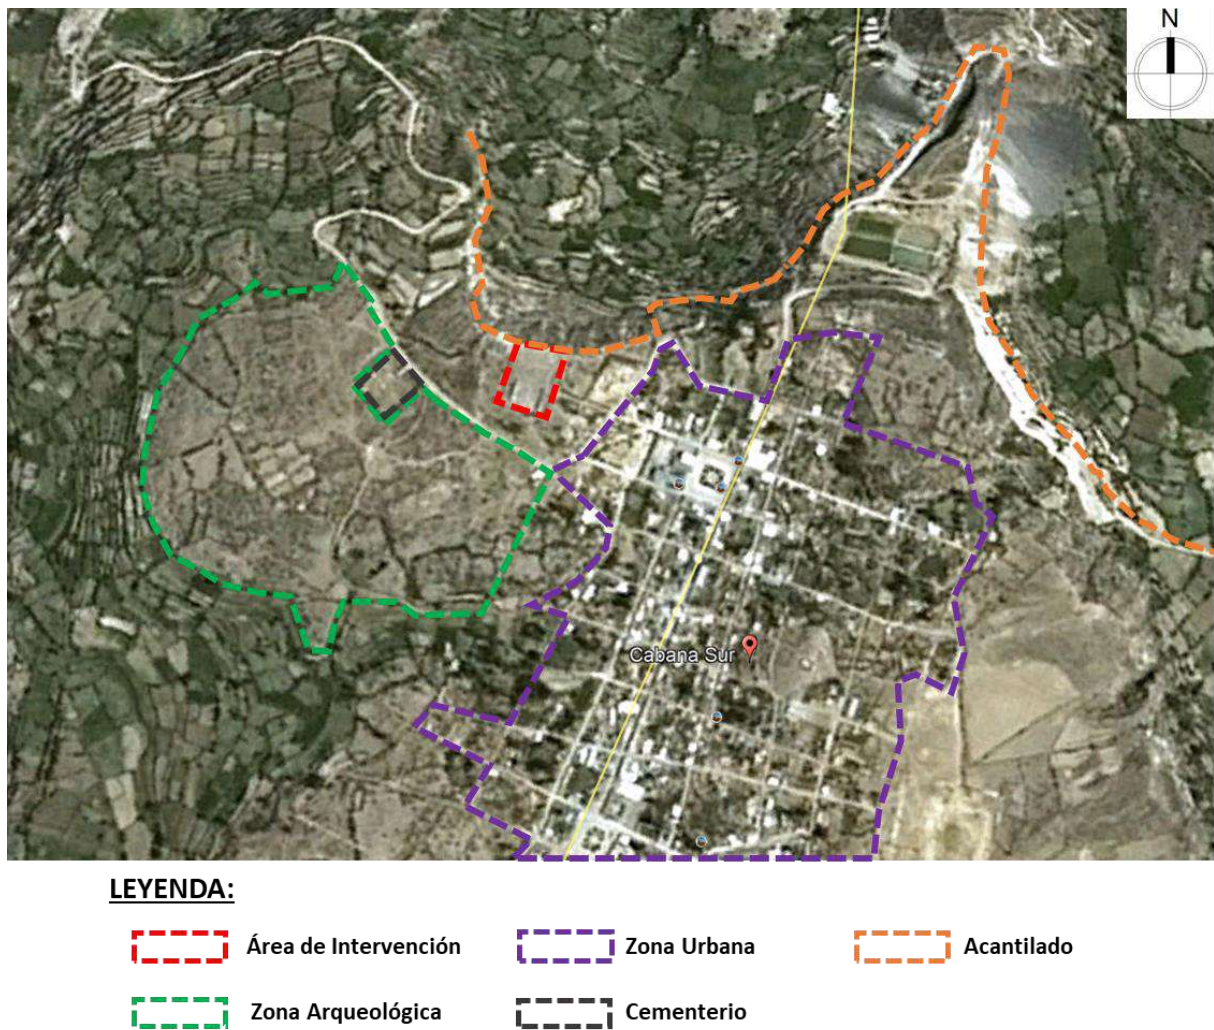 N
Cabana Sur
LEYENDA:
Área de Intervención
Zona Urbana
Acantilado
Zona Arqueológica
Cementerio